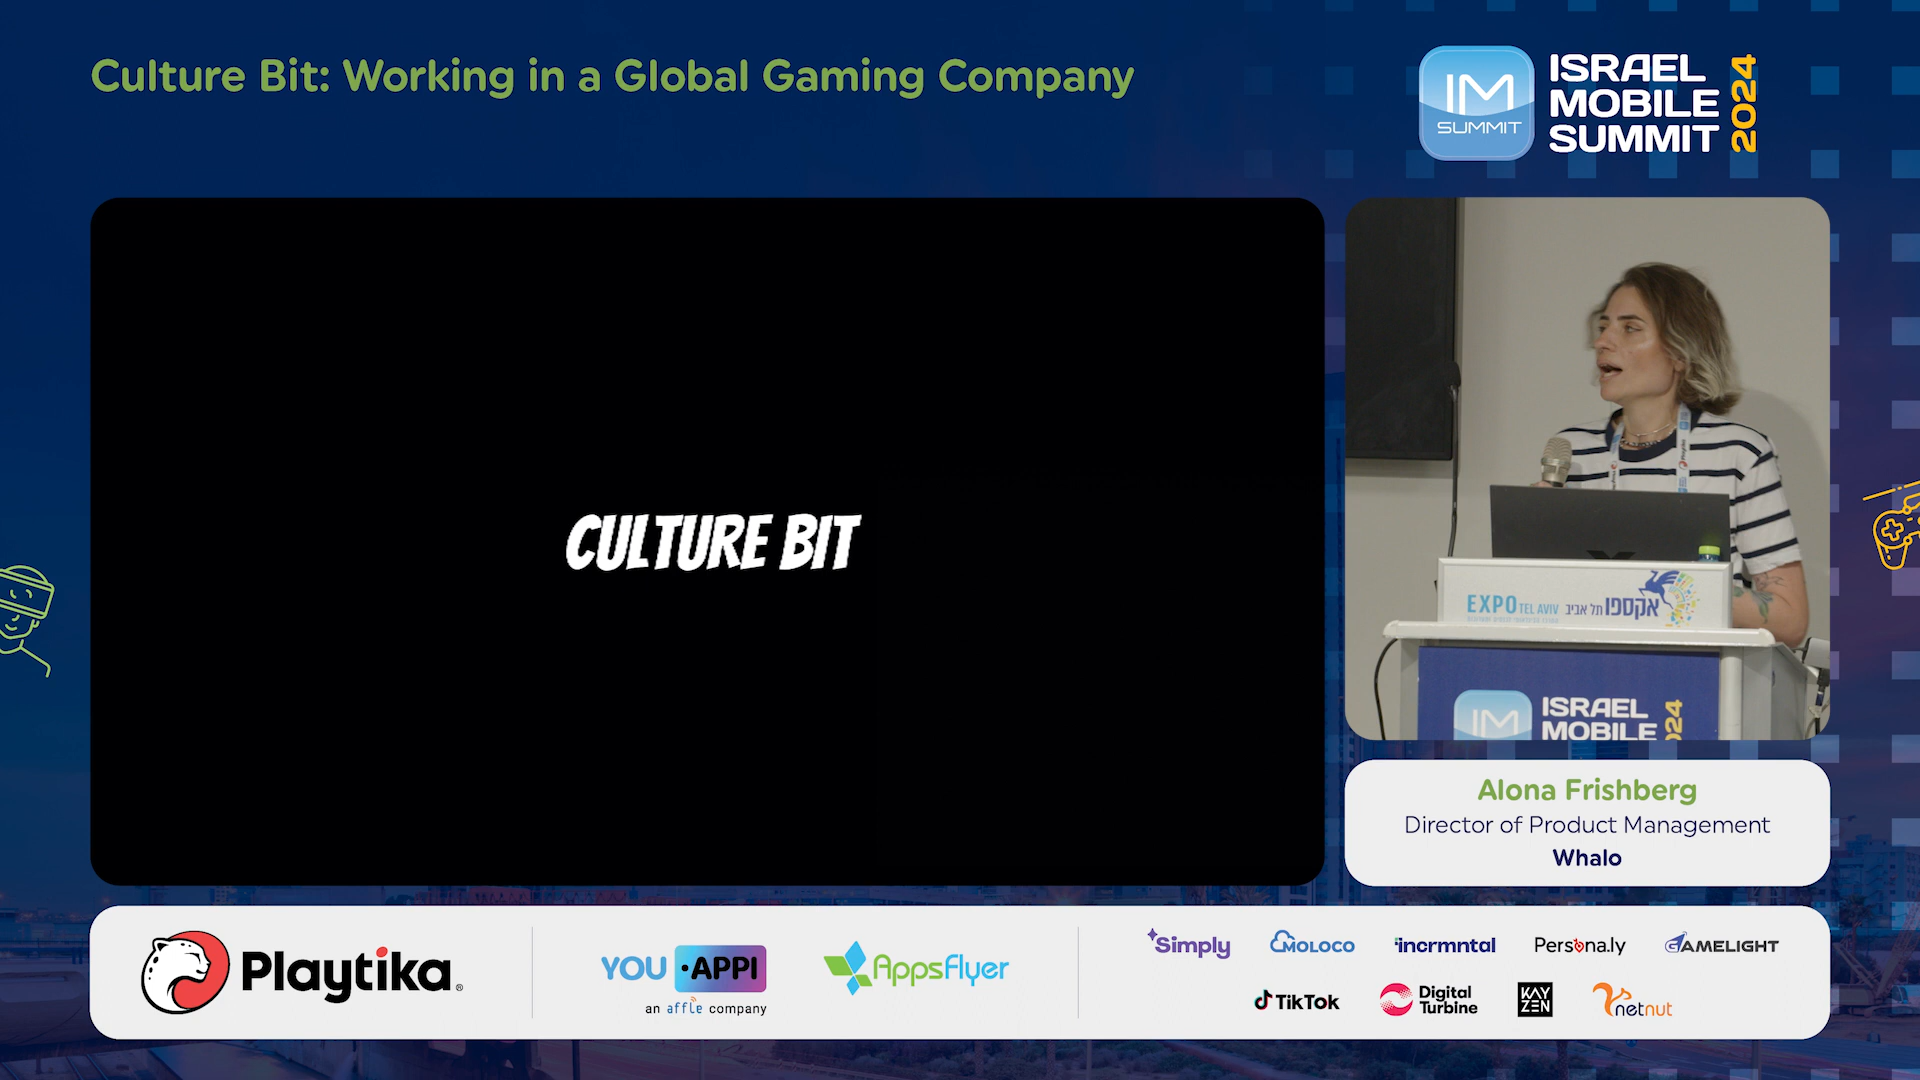 Culture Bit: Working in a Global Gaming Company
IM
SUMMIT
ISRAEL
MOBILE
SUMMIT
2024
CULTURE BIT
EXPO TEL AVIV אקספו תל אביב
IM
ISRAEL
MOBILE
024
Alona Frishberg
Director of Product Management
Whalo
Playtika
YOU•APPI
an affle company
AppsFlyer
Simply
MOLOCO
incrmntal
Persona.ly
GAMELIGHT
TikTok
Digital
Turbine
KAY
ZEN
netnut